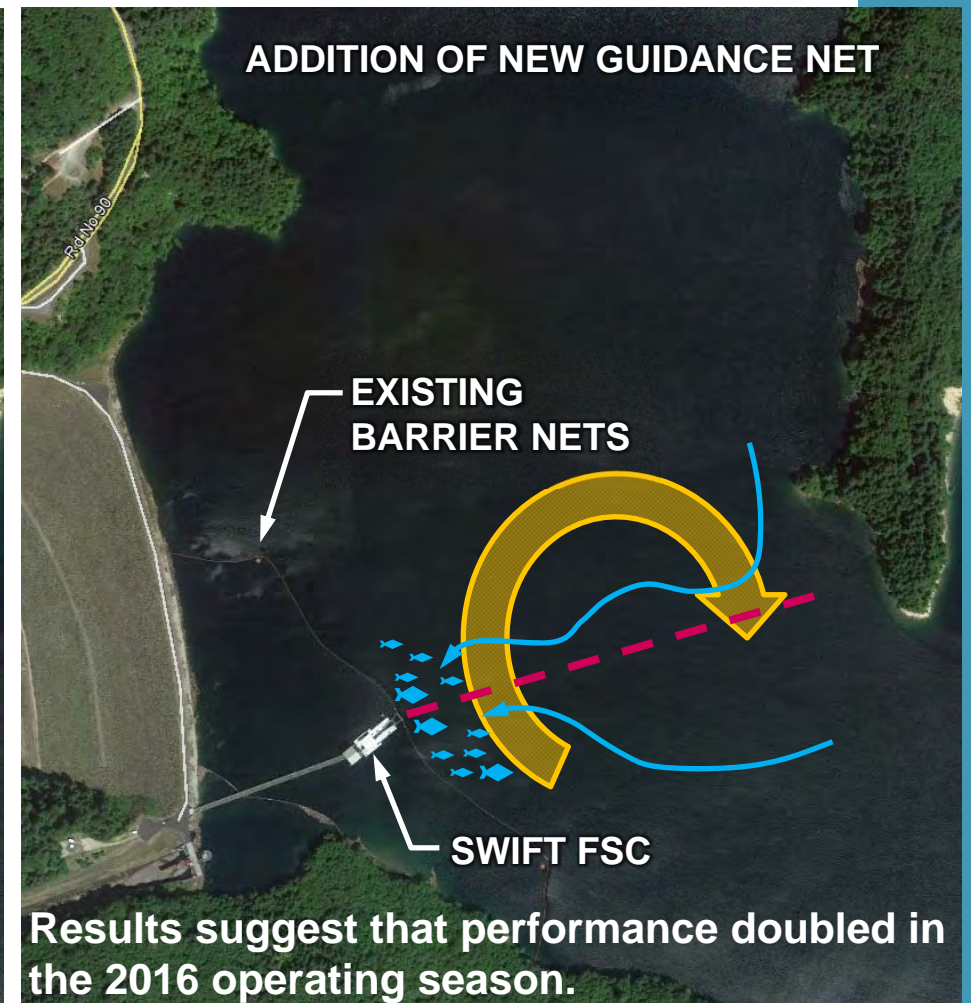 ADDITION OF NEW GUIDANCE NET
Rd No 90
EXISTING
BARRIER NETS
SWIFT FSC
Results suggest that performance doubled in
the 2016 operating season.